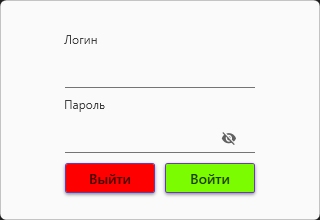 Логин
Пароль
Выйти Войти